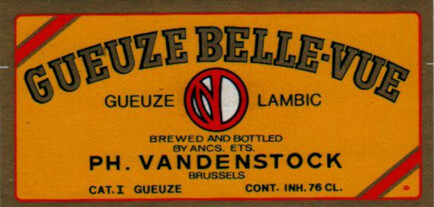 GUEUZE BELLE-VUE
GUEUZE LAMBIC
BREWED AND BOTTLED
BY ANCS. ETS.
PH. VANDENSTOCK
BRUSSELS
CAT. I GUEUZE CONT. INH. 76 CL.